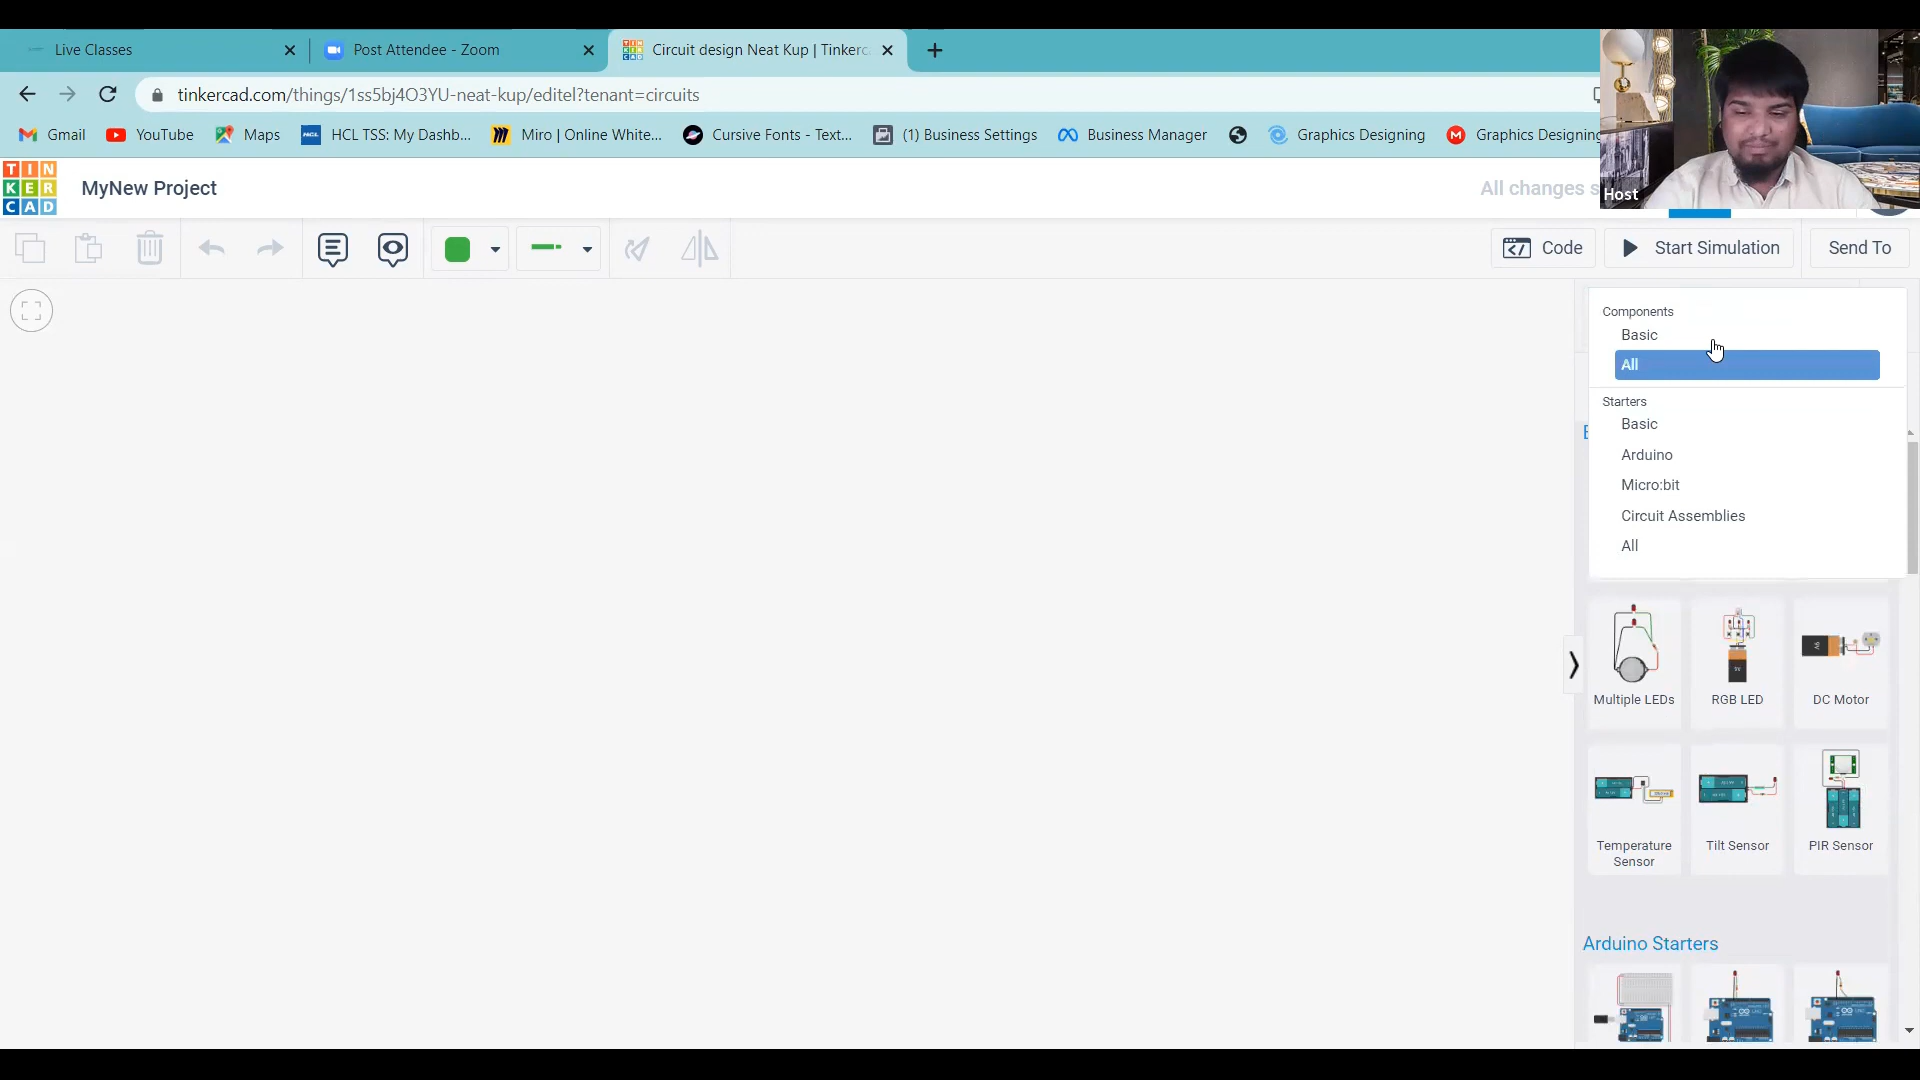 Live Classes
Post Attendee - Zoom
Circuit design Neat Kup | Tinkerc
tinkercad.com/things/1ss5bj4O3YU-neat-kup/editel?tenant=circuits
Gmail
YouTube
Maps
HCL TSS: My Dashb...
Miro | Online White...
Cursive Fonts - Text...
(1) Business Settings
Business Manager
Graphics Designing
Graphics Designing
Host
TIN
KER
CAD
MyNew Project
All changes s
Code
Start Simulation
Send To
Components
Basic
All
Starters
Basic
Arduino
Micro:bit
Circuit Assemblies
All
Multiple LEDs
RGB LED
DC Motor
Temperature
Sensor
Tilt Sensor
PIR Sensor
Arduino Starters